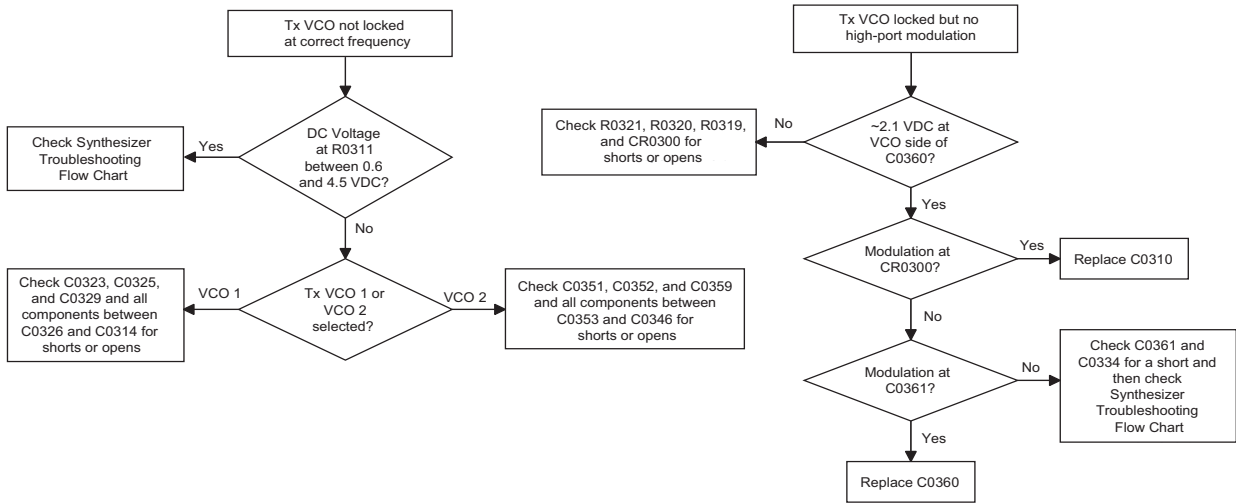 Tx VCO not locked
at correct frequency
DC Voltage
at R0311
between 0.6
and 4.5 VDC?
Yes
Check Synthesizer
Troubleshooting
Flow Chart
No
Tx VCO 1 or
VCO 2
selected?
VCO 1
Check C0323, C0325,
and C0329 and all
components between
C0326 and C0314 for
shorts or opens
VCO 2
Check C0351, C0352, and C0359
and all components between
C0353 and C0346 for
shorts or opens
Tx VCO locked but no
high-port modulation
~2.1 VDC at
VCO side of
C0360?
No
Check R0321, R0320, R0319,
and CR0300 for
shorts or opens
Yes
Modulation at
CR0300?
Yes
Replace C0310
No
Modulation at
C0361?
No
Check C0361 and
C0334 for a short and
then check
Synthesizer
Troubleshooting
Flow Chart
Yes
Replace C0360